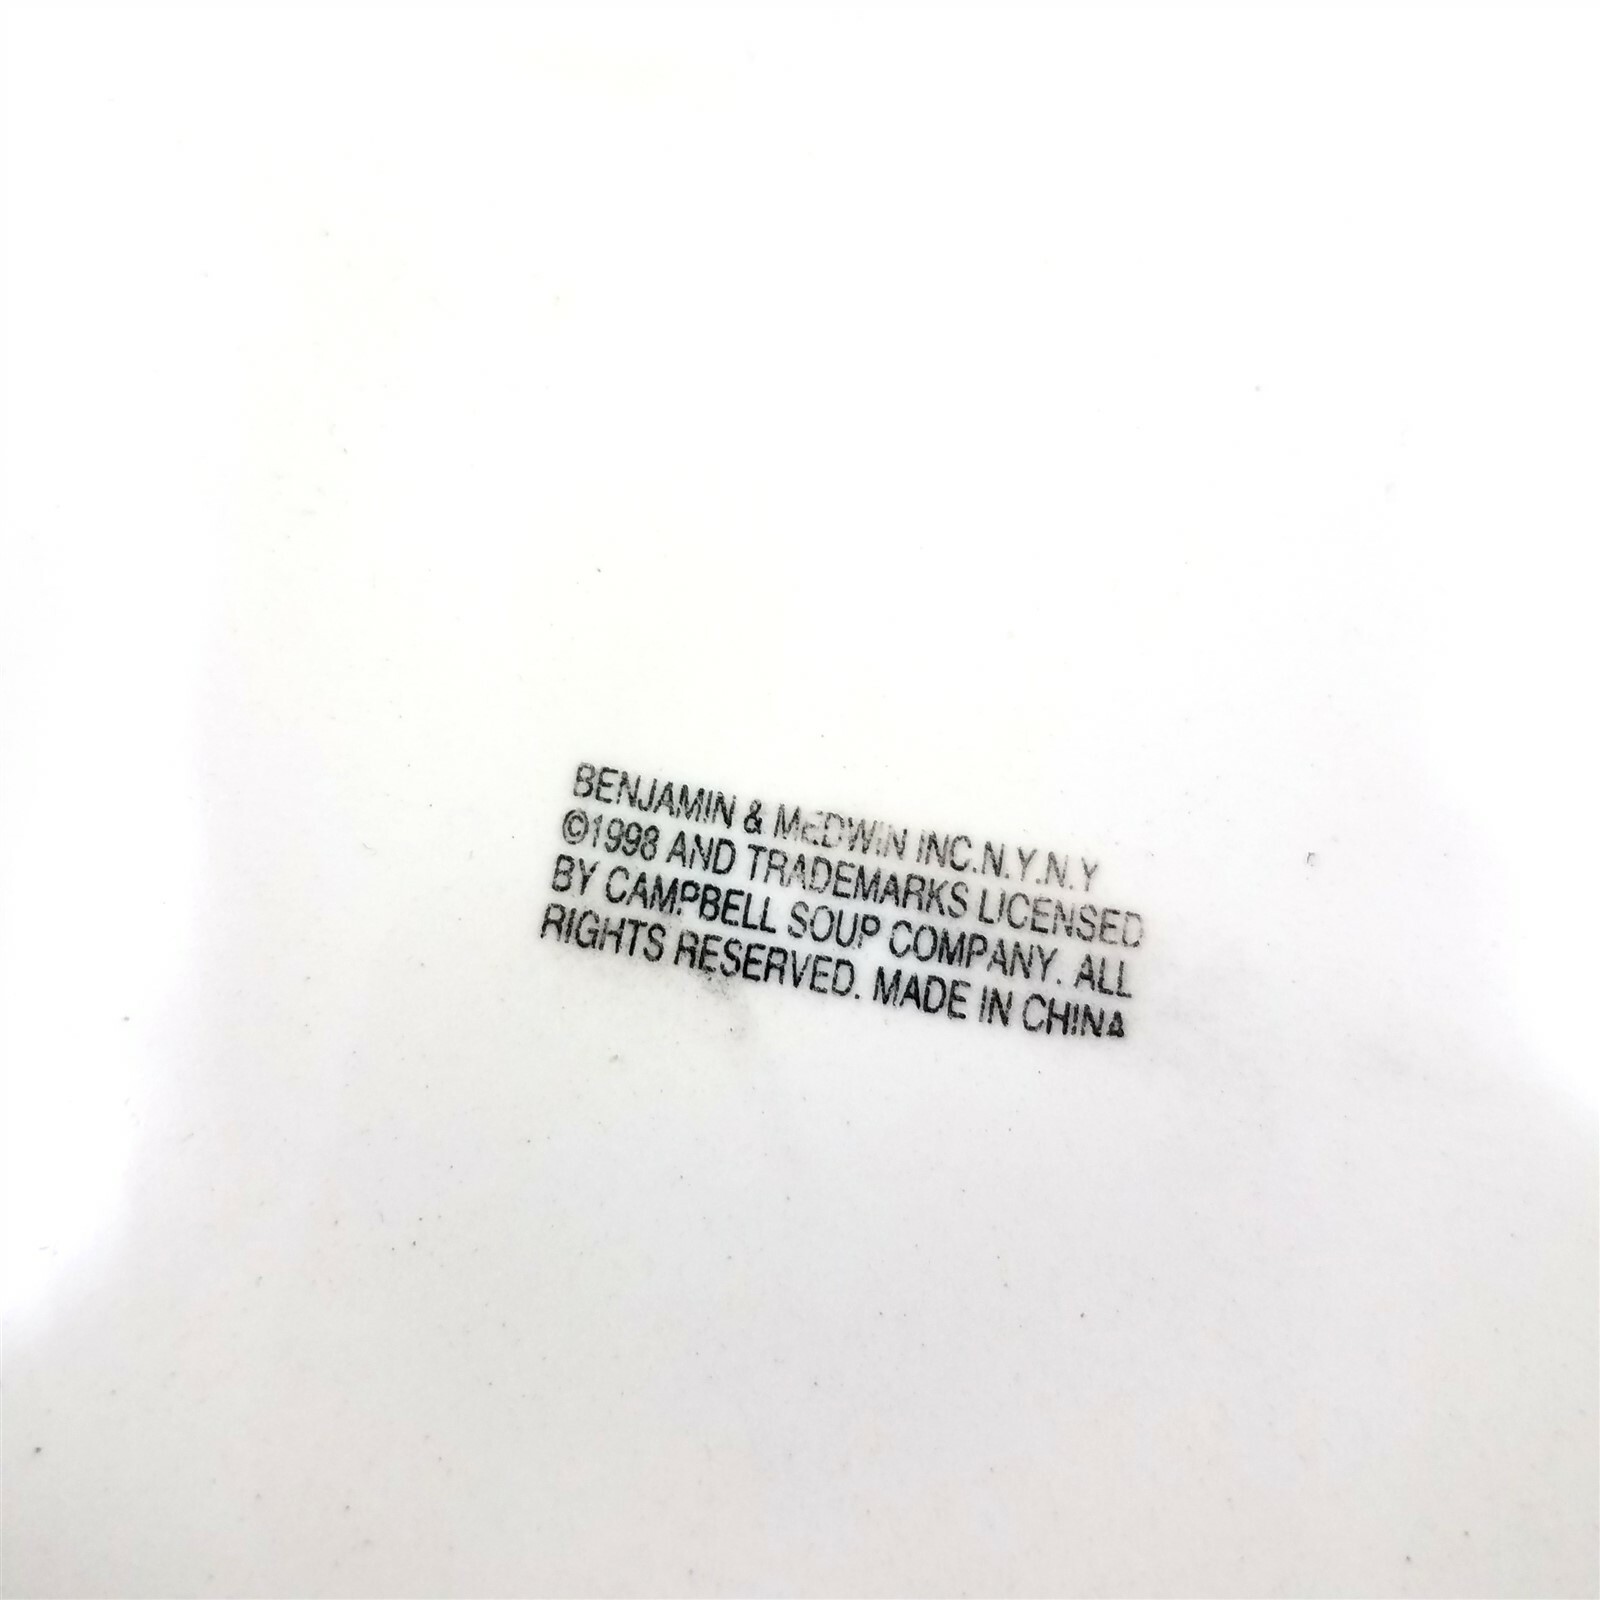 BENJAMIN & MEDWIN INC.N.Y.N.Y
©1998 AND TRADEMARKS LICENSED
BY CAMPBELL SOUP COMPANY. ALL
RIGHTS RESERVED. MADE IN CHINA